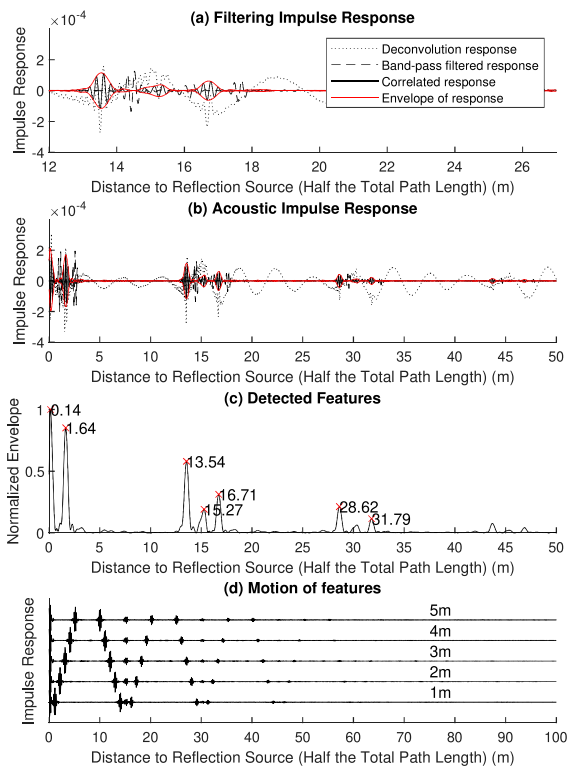 (a) Filtering Impulse Response
×10⁻⁴
Impulse Response
2
0
-2
-4
Deconvolution response
Band-pass filtered response
Correlated response
Envelope of response
12 14 16 18 20 22 24 26
Distance to Reflection Source (Half the Total Path Length) (m)
(b) Acoustic Impulse Response
×10⁻⁴
Impulse Response
2
0
-2
-4
0 5 10 15 20 25 30 35 40 45 50
Distance to Reflection Source (Half the Total Path Length) (m)
(c) Detected Features
Normalized Envelope
1
0.5
0
0.14
1.64
13.54
15.27
16.71
28.62
31.79
0 5 10 15 20 25 30 35 40 45 50
Distance to Reflection Source (Half the Total Path Length) (m)
(d) Motion of features
Impulse Response
5m
4m
3m
2m
1m
0 10 20 30 40 50 60 70 80 90 100
Distance to Reflection Source (Half the Total Path Length) (m)